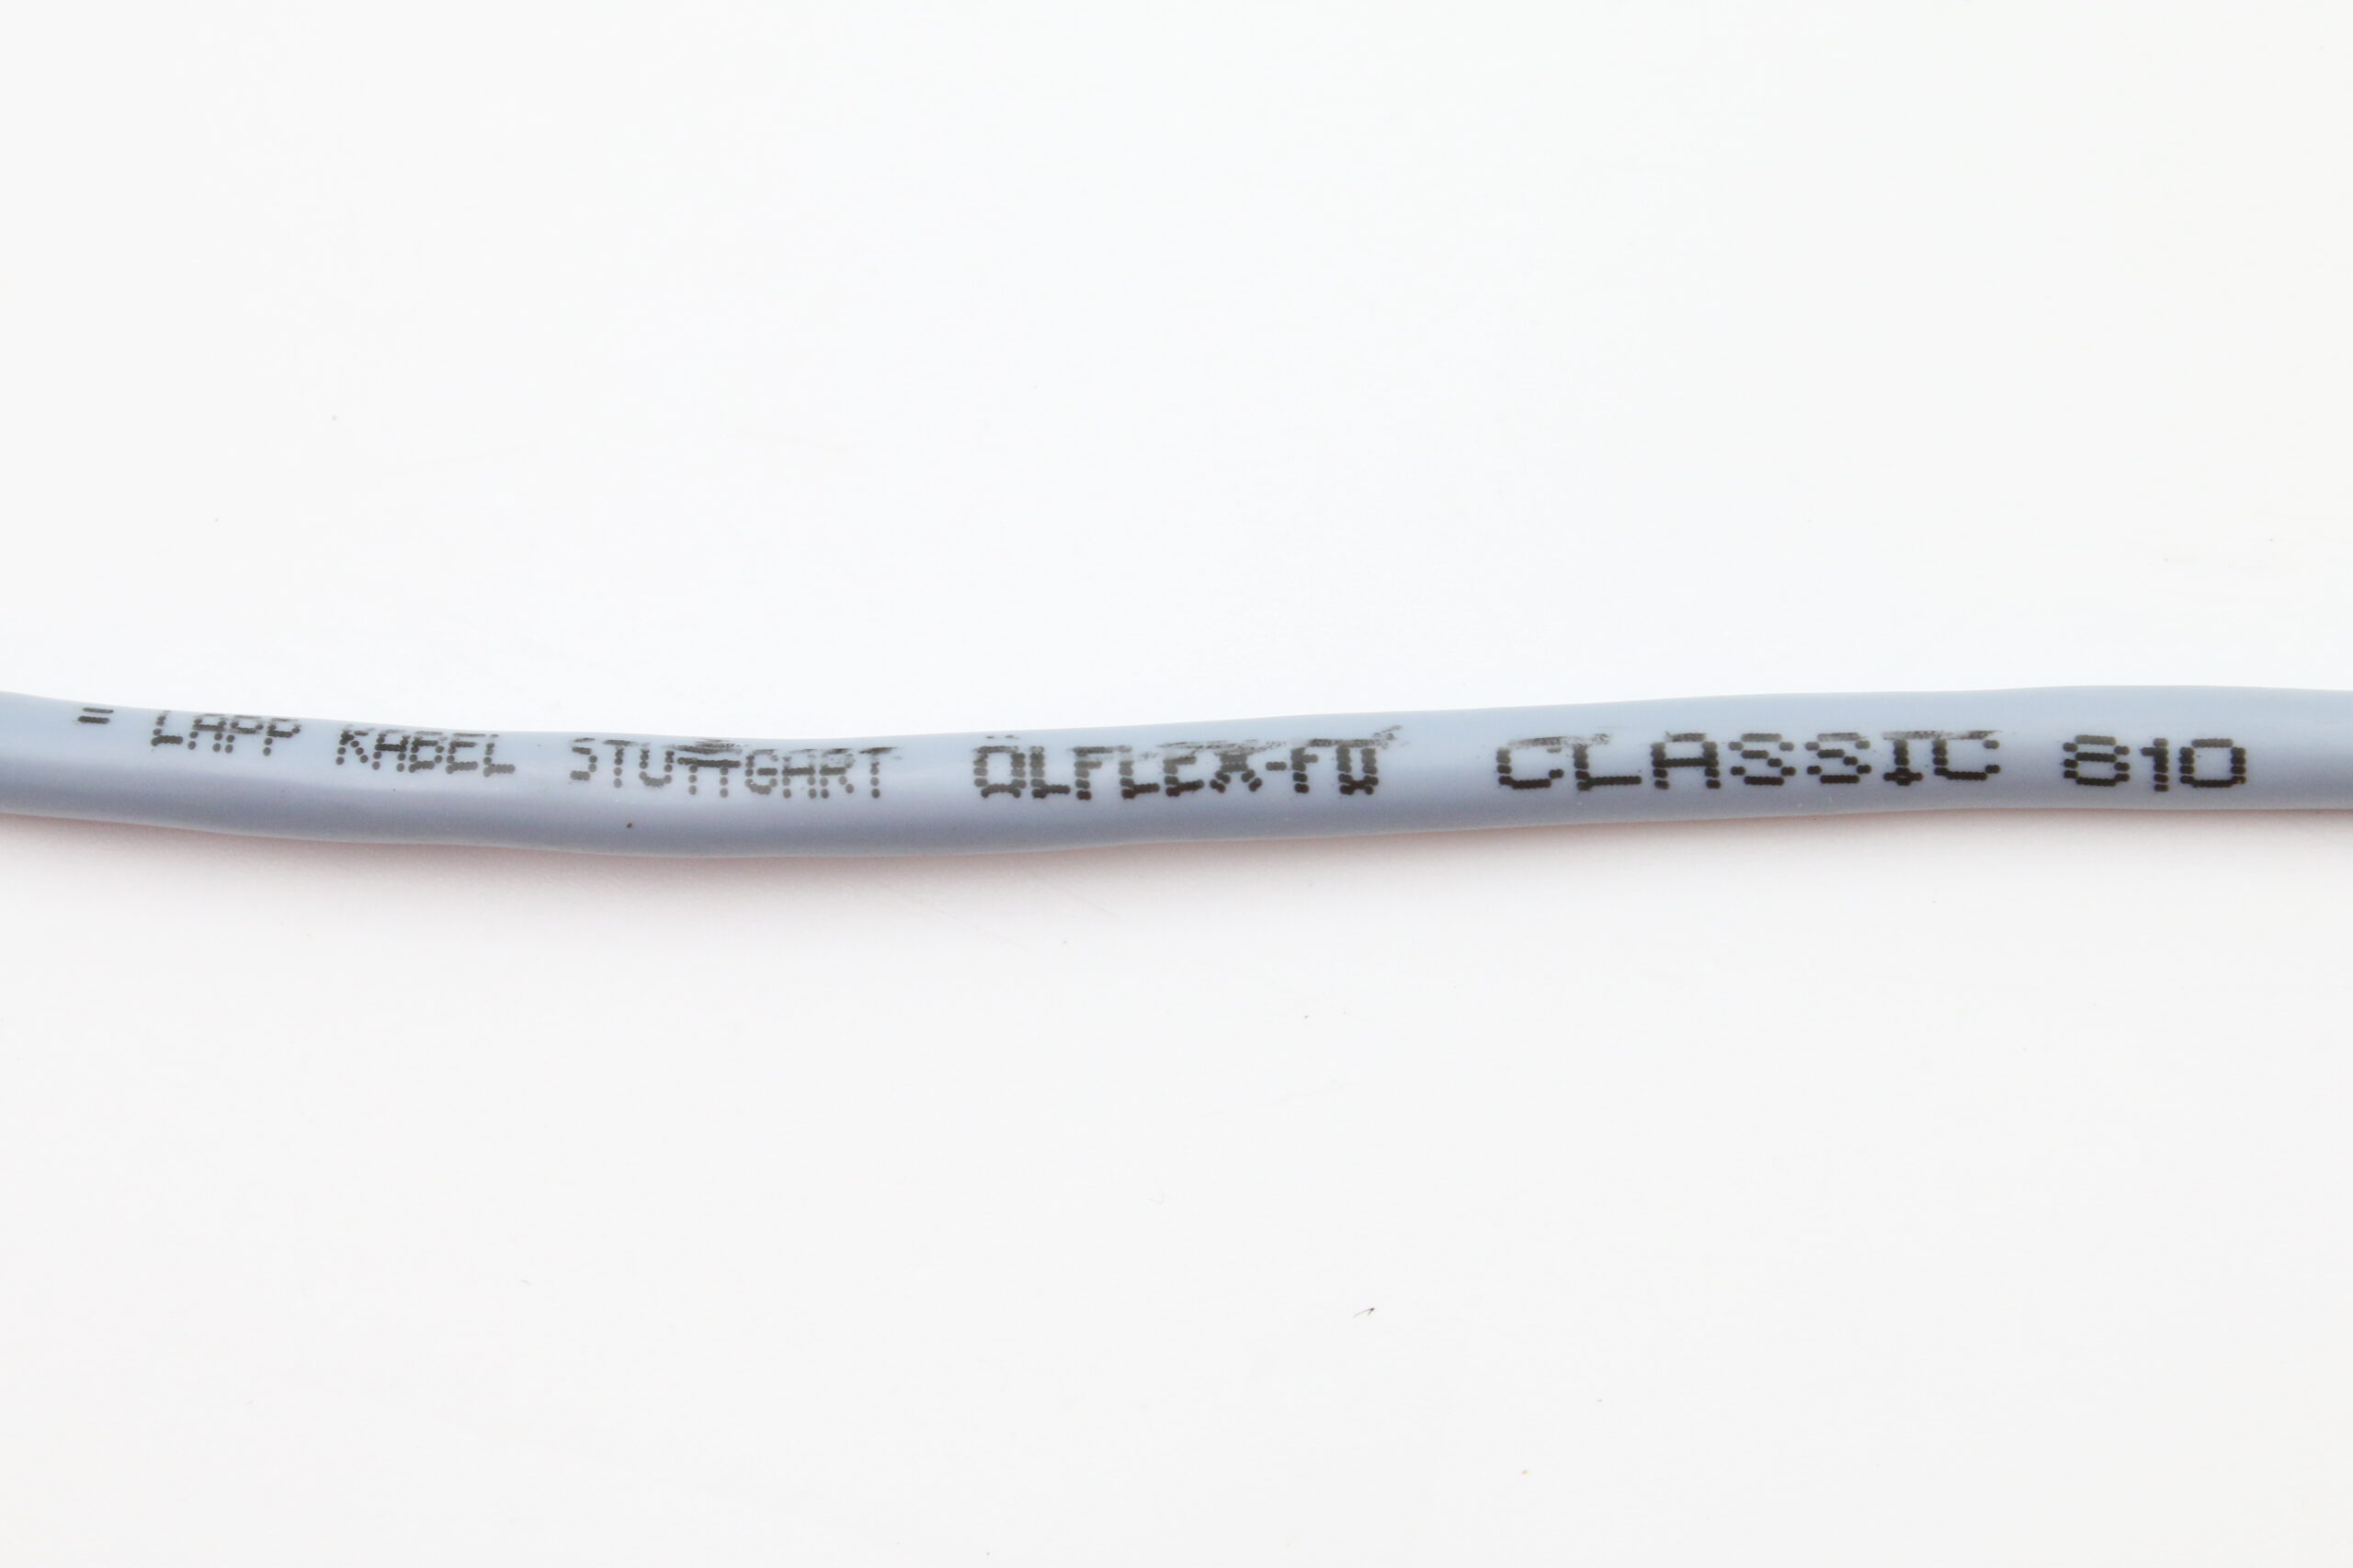 = LAPP KABEL STUTTGART ÖLFLEX-FD CLASSIC 810